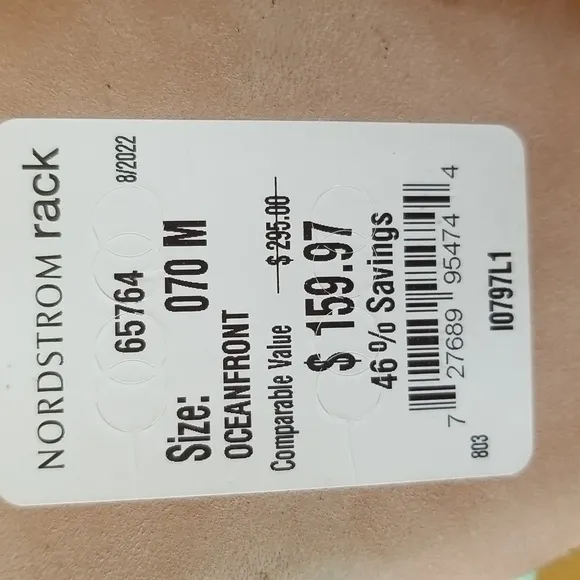 NORDSTROM rack
65764 8/2022
Size: 070 M
OCEANFRONT
Comparable Value $ 295.00
$ 159.97
46 % Savings
7 27689 95474 4
803 I0797L1